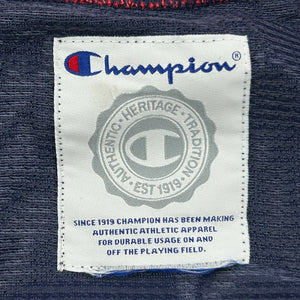 Champion®
AUTHENTIC · HERITAGE · TRADITION ·
EST 1919
SINCE 1919 CHAMPION HAS BEEN MAKING
AUTHENTIC ATHLETIC APPAREL
FOR DURABLE USAGE ON AND
OFF THE PLAYING FIELD.